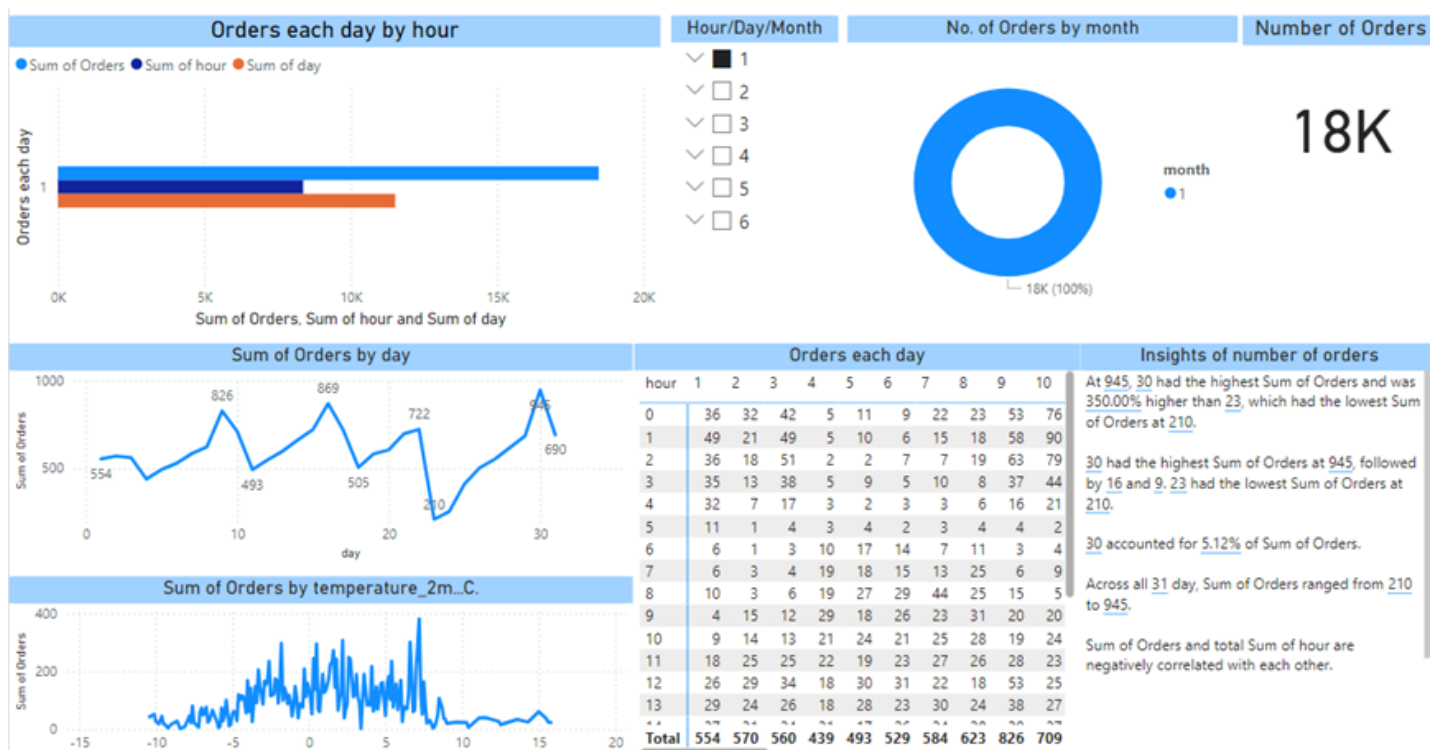 Orders each day by hour
Sum of Orders Sum of hour Sum of day
Orders each day
1
0K 5K 10K 15K 20K
Sum of Orders, Sum of hour and Sum of day
Hour/Day/Month
1
2
3
4
5
6
No. of Orders by month
month
1
18K (100%)
Number of Orders
18K
Sum of Orders by day
Sum of Orders
1000
500
554 826 493 869 505 722 210 945 690
0 10 20 30
day
Sum of Orders by temperature_2m...C.
Sum of Orders
400
200
0
-15 -10 -5 0 5 10 15 20
Orders each day
hour 1 2 3 4 5 6 7 8 9 10
0 36 32 42 5 11 9 22 23 53 76
1 49 21 49 5 10 6 15 18 58 90
2 36 18 51 2 2 7 7 19 63 79
3 35 13 38 5 9 5 10 8 37 44
4 32 7 17 3 2 3 3 6 16 21
5 11 1 4 3 4 2 3 4 4 2
6 6 1 3 10 17 14 7 11 3 4
7 6 3 4 19 18 15 13 25 6 9
8 10 3 6 19 27 29 44 25 15 5
9 4 15 12 29 18 26 23 31 20 20
10 9 14 13 21 24 21 25 28 19 24
11 18 25 25 22 19 23 27 26 28 23
12 26 29 34 18 30 31 22 18 53 25
13 29 24 26 18 28 23 30 24 38 27
Total 554 570 560 439 493 529 584 623 826 709
Insights of number of orders
At 945, 30 had the highest Sum of Orders and was
350.00% higher than 23, which had the lowest Sum
of Orders at 210.
30 had the highest Sum of Orders at 945, followed
by 16 and 9. 23 had the lowest Sum of Orders at
210.
30 accounted for 5.12% of Sum of Orders.
Across all 31 day, Sum of Orders ranged from 210
to 945.
Sum of Orders and total Sum of hour are
negatively correlated with each other.